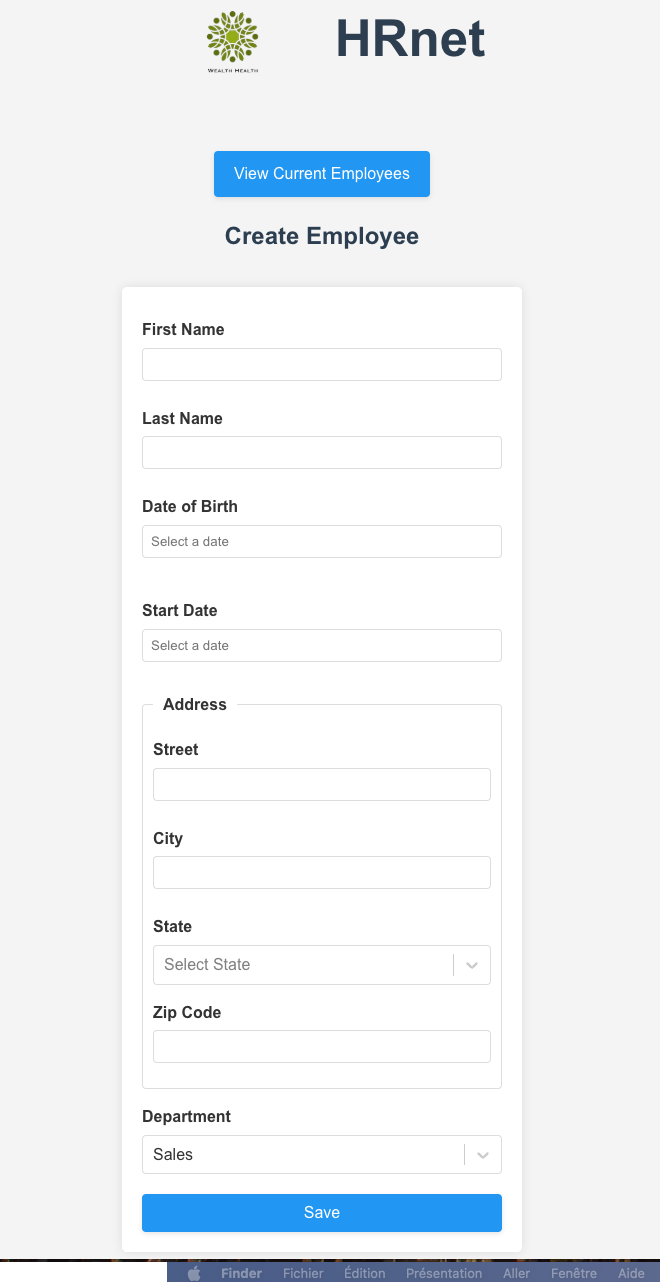 WEALTH HEALTH
HRnet
View Current Employees
Create Employee
First Name
Last Name
Date of Birth
Select a date
Start Date
Select a date
Address
Street
City
State
Select State
Zip Code
Department
Sales
Save
Finder Fichier Édition Présentation Aller Fenêtre Aide